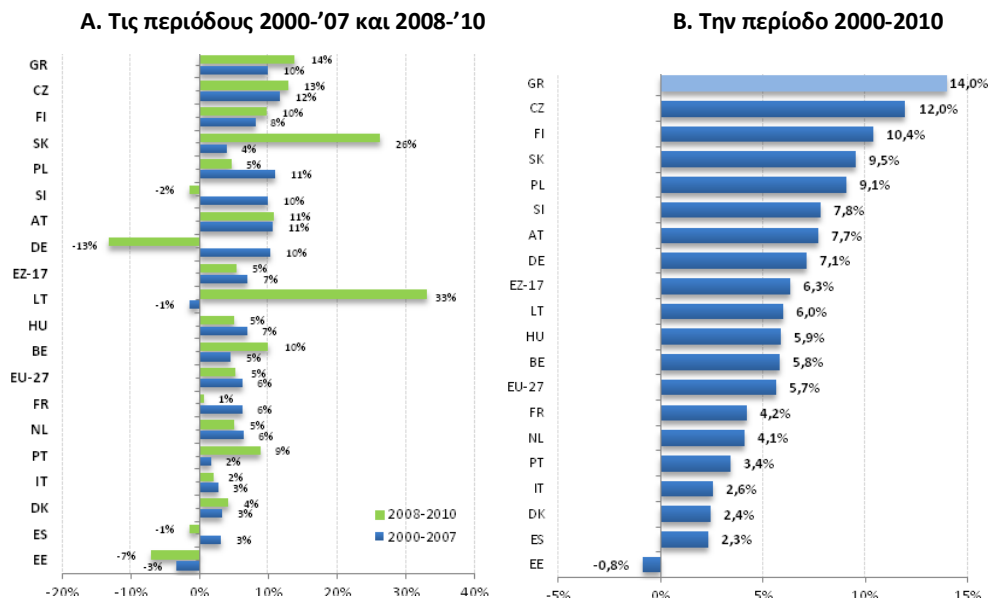 Α. Τις περιόδους 2000-’07 και 2008-’10
GR
14%
10%
CZ
13%
12%
FI
10%
8%
SK
26%
4%
PL
5%
11%
SI
-2%
10%
AT
11%
11%
DE
-13%
10%
EZ-17
5%
7%
LT
33%
-1%
HU
5%
7%
BE
10%
5%
EU-27
5%
6%
FR
1%
6%
NL
5%
6%
PT
9%
2%
IT
2%
3%
DK
4%
3%
ES
-1%
3%
EE
-7%
-3%
2008-2010
2000-2007
-20% -10% 0% 10% 20% 30% 40%
Β. Την περίοδο 2000-2010
GR 14,0%
CZ 12,0%
FI 10,4%
SK 9,5%
PL 9,1%
SI 7,8%
AT 7,7%
DE 7,1%
EZ-17 6,3%
LT 6,0%
HU 5,9%
BE 5,8%
EU-27 5,7%
FR 4,2%
NL 4,1%
PT 3,4%
IT 2,6%
DK 2,4%
ES 2,3%
EE -0,8%
-5% 0% 5% 10% 15%